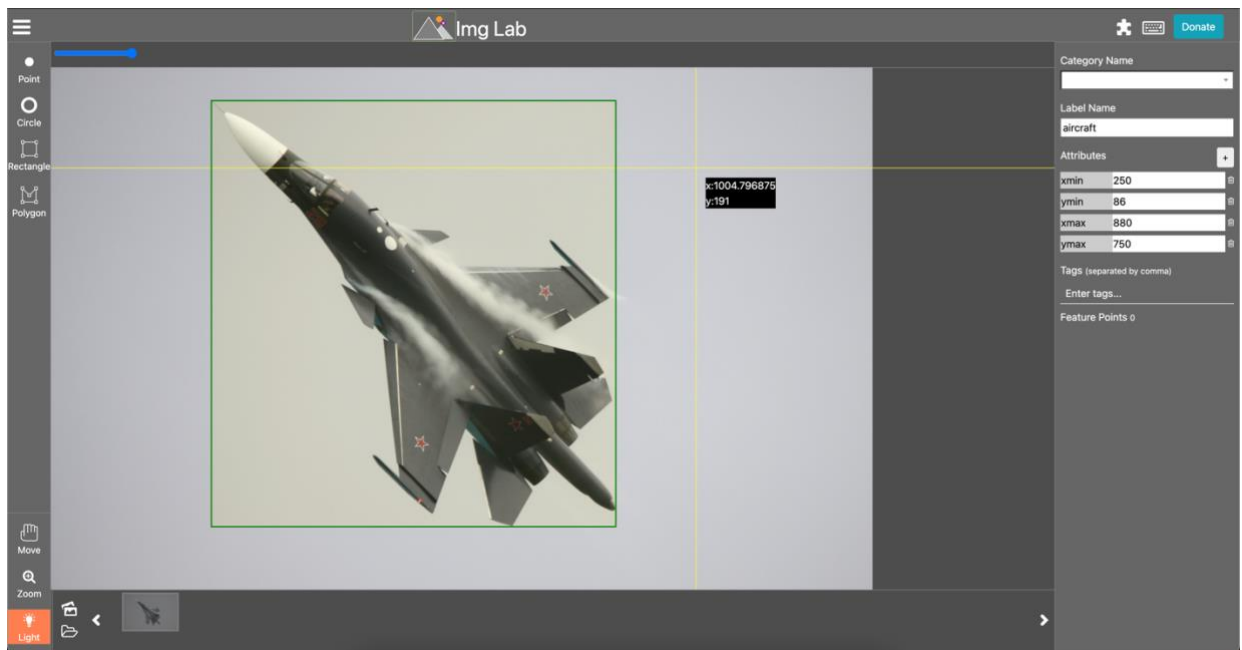 Img Lab
Donate
Point
Circle
Rectangle
Polygon
Move
Zoom
Light
x:1004.796875
y:191
Category Name
Label Name
aircraft
Attributes
+
xmin 250
ymin 86
xmax 880
ymax 750
Tags (separated by comma)
Enter tags...
Feature Points 0